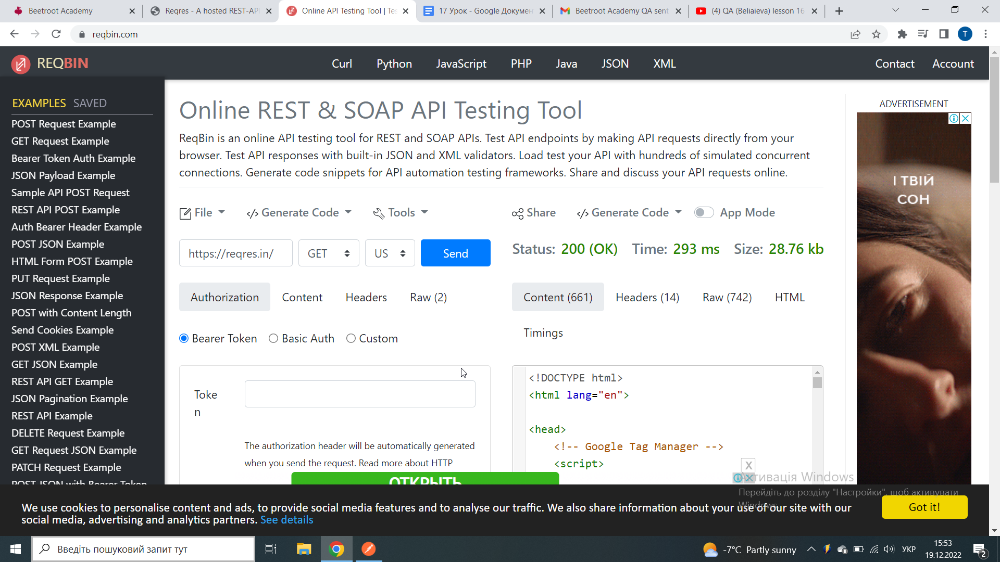 Beetroot Academy
Reqres - A hosted REST-API
Online API Testing Tool | Tes
17 Урок - Google Докумен
Beetroot Academy QA sent
(4) QA (Beliaieva) lesson 16
reqbin.com
T
REQBIN
Curl
Python
JavaScript
PHP
Java
JSON
XML
Contact
Account
EXAMPLES SAVED
POST Request Example
GET Request Example
Bearer Token Auth Example
JSON Payload Example
Sample API POST Request
REST API POST Example
Auth Bearer Header Example
POST JSON Example
HTML Form POST Example
PUT Request Example
JSON Response Example
POST with Content Length
Send Cookies Example
POST XML Example
GET JSON Example
REST API GET Example
JSON Pagination Example
REST API Example
DELETE Request Example
GET Request JSON Example
PATCH Request Example
POST JSON with Bearer Token
Online REST & SOAP API Testing Tool
ReqBin is an online API testing tool for REST and SOAP APIs. Test API endpoints by making API requests directly from your
browser. Test API responses with built-in JSON and XML validators. Load test your API with hundreds of simulated concurrent
connections. Generate code snippets for API automation testing frameworks. Share and discuss your API requests online.
File
</> Generate Code
Tools
Share
</> Generate Code
App Mode
https://reqres.in/
GET
US
Send
Status: 200 (OK) Time: 293 ms Size: 28.76 kb
Authorization
Content
Headers
Raw (2)
Content (661)
Headers (14)
Raw (742)
HTML
Timings
Bearer Token
Basic Auth
Custom
Toke
n
The authorization header will be automatically generated
when you send the request. Read more about HTTP
<!DOCTYPE html>
<html lang="en">
<head>
<!-- Google Tag Manager -->
<script>
ОТКРЫТЬ
X
ADVERTISEMENT
І ТВІЙ
СОН
Активація Windows
Перейдіть до розділу "Настройки", щоб активувати
Windows.
We use cookies to personalise content and ads, to provide social media features and to analyse our traffic. We also share information about your use of our site with our
social media, advertising and analytics partners. See details
Got it!
Введіть пошуковий запит тут
-7°C Partly sunny
УКР
15:53
19.12.2022
2